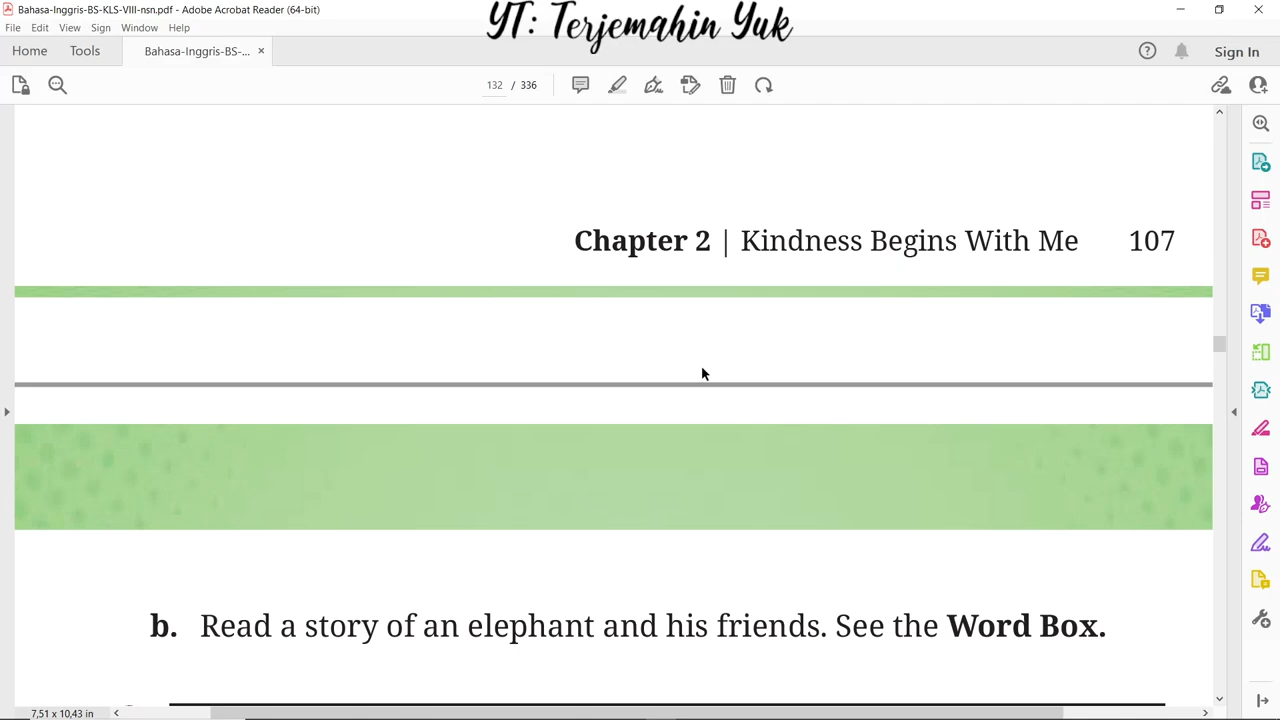 Bahasa-Inggris-BS-KLS-VIII-nsn.pdf - Adobe Acrobat Reader (64-bit)
YT: Terjemahin Yuk
File Edit View Sign Window Help
Home Tools Bahasa-Inggris-BS-... × Sign In
132 / 336
Chapter 2 | Kindness Begins With Me 107
b. Read a story of an elephant and his friends. See the Word Box.
7,51 x 10,43 in